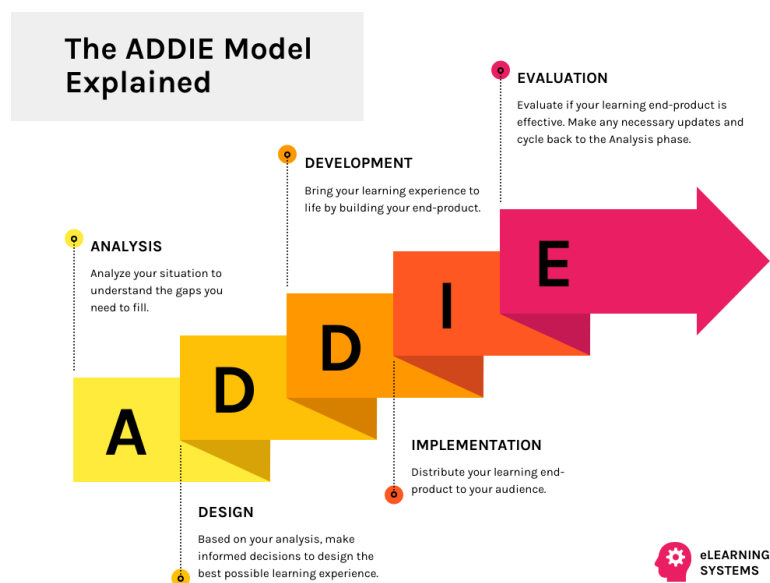 The ADDIE Model
Explained
EVALUATION
Evaluate if your learning end-product is
effective. Make any necessary updates and
cycle back to the Analysis phase.
DEVELOPMENT
Bring your learning experience to
life by building your end-product.
ANALYSIS
Analyze your situation to
understand the gaps you
need to fill.
A
D
D
I
E
IMPLEMENTATION
Distribute your learning end-
product to your audience.
DESIGN
Based on your analysis, make
informed decisions to design the
best possible learning experience.
eLEARNING
SYSTEMS